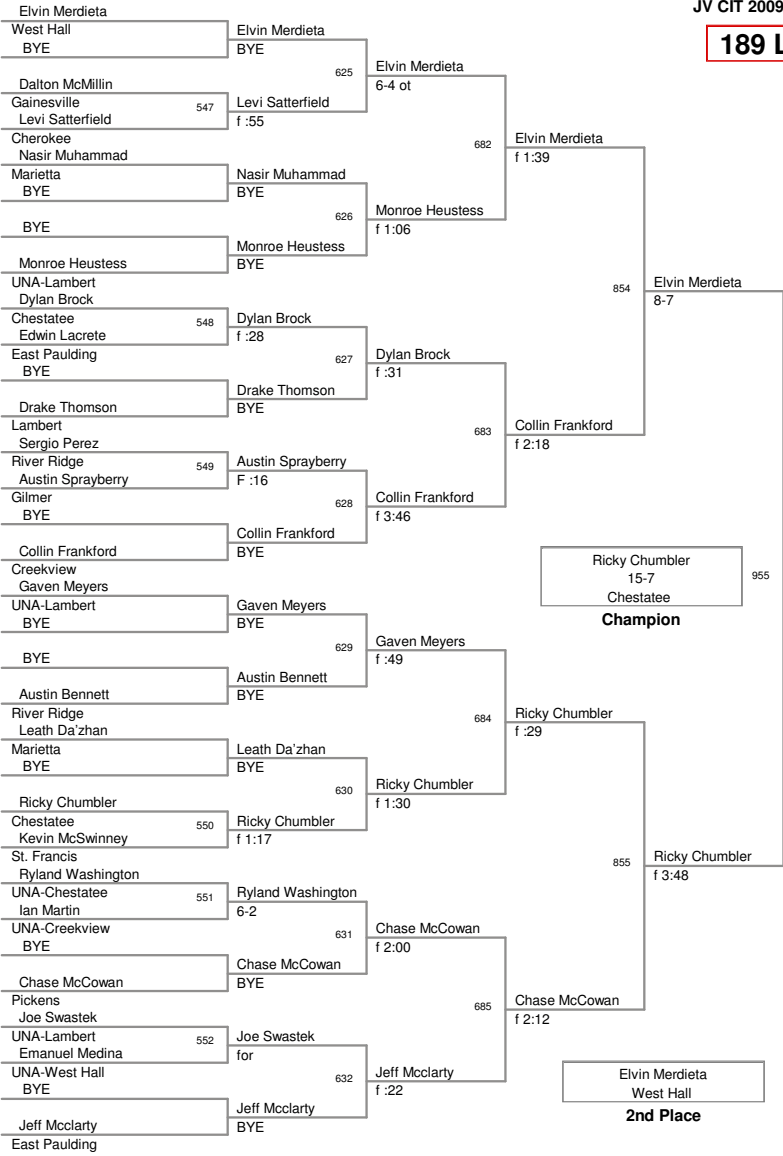 JV CIT 2009
189 L
Elvin Merdieta
West Hall
BYE
Dalton McMillin
Gainesville
Levi Satterfield
Cherokee
Nasir Muhammad
Marietta
BYE
BYE
Monroe Heustess
UNA-Lambert
Dylan Brock
Chestatee
Edwin Lacrete
East Paulding
BYE
Drake Thomson
Lambert
Sergio Perez
River Ridge
Austin Sprayberry
Gilmer
BYE
Collin Frankford
Creekview
Gaven Meyers
UNA-Lambert
BYE
BYE
Austin Bennett
River Ridge
Leath Da'zhan
Marietta
BYE
Ricky Chumbler
Chestatee
Kevin McSwinney
St. Francis
Ryland Washington
UNA-Chestatee
Ian Martin
UNA-Creekview
BYE
Chase McCowan
Pickens
Joe Swastek
UNA-Lambert
Emanuel Medina
UNA-West Hall
BYE
Jeff Mcclarty
East Paulding
547
548
549
550
551
552
Elvin Merdieta
BYE
Levi Satterfield
f :55
Nasir Muhammad
BYE
Monroe Heustess
BYE
Dylan Brock
f :28
Drake Thomson
BYE
Austin Sprayberry
F :16
Collin Frankford
BYE
Gaven Meyers
BYE
Austin Bennett
BYE
Leath Da'zhan
BYE
Ricky Chumbler
f 1:17
Ryland Washington
6-2
Chase McCowan
BYE
Joe Swastek
for
Jeff Mcclarty
BYE
625
626
627
628
629
630
631
632
Elvin Merdieta
6-4 ot
Monroe Heustess
f 1:06
Dylan Brock
f :31
Collin Frankford
f 3:46
Gaven Meyers
f :49
Ricky Chumbler
f 1:30
Chase McCowan
f 2:00
Jeff Mcclarty
f :22
682
683
684
685
Elvin Merdieta
f 1:39
Collin Frankford
f 2:18
Ricky Chumbler
f :29
Chase McCowan
f 2:12
854
855
Elvin Merdieta
8-7
Ricky Chumbler
f 3:48
955
Ricky Chumbler
15-7
Chestatee
Champion
Elvin Merdieta
West Hall
2nd Place